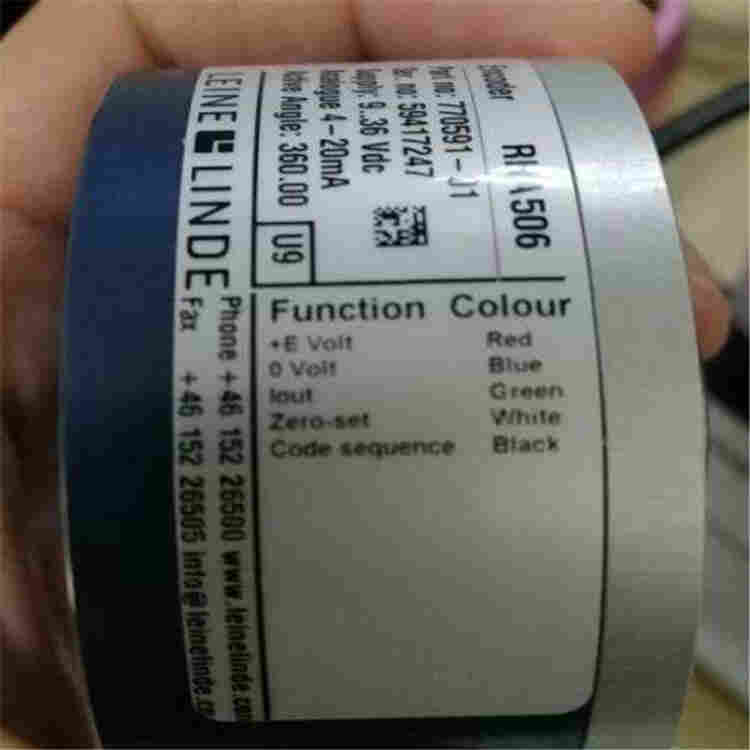 Encoder
506
Part no: 770591-
Ser. no: 59417247
Supply: 9..36 Vdc
Analogue 4-20mA
Active Angle: 360.00
U9
LEINE LINDE
Function Colour
+E Volt Red
0 Volt Blue
Iout Green
Zero-set White
Code sequence Black
Phone +46 152 26500 www.leinelinde.com
Fax +46 152 26505 info@leinelinde.